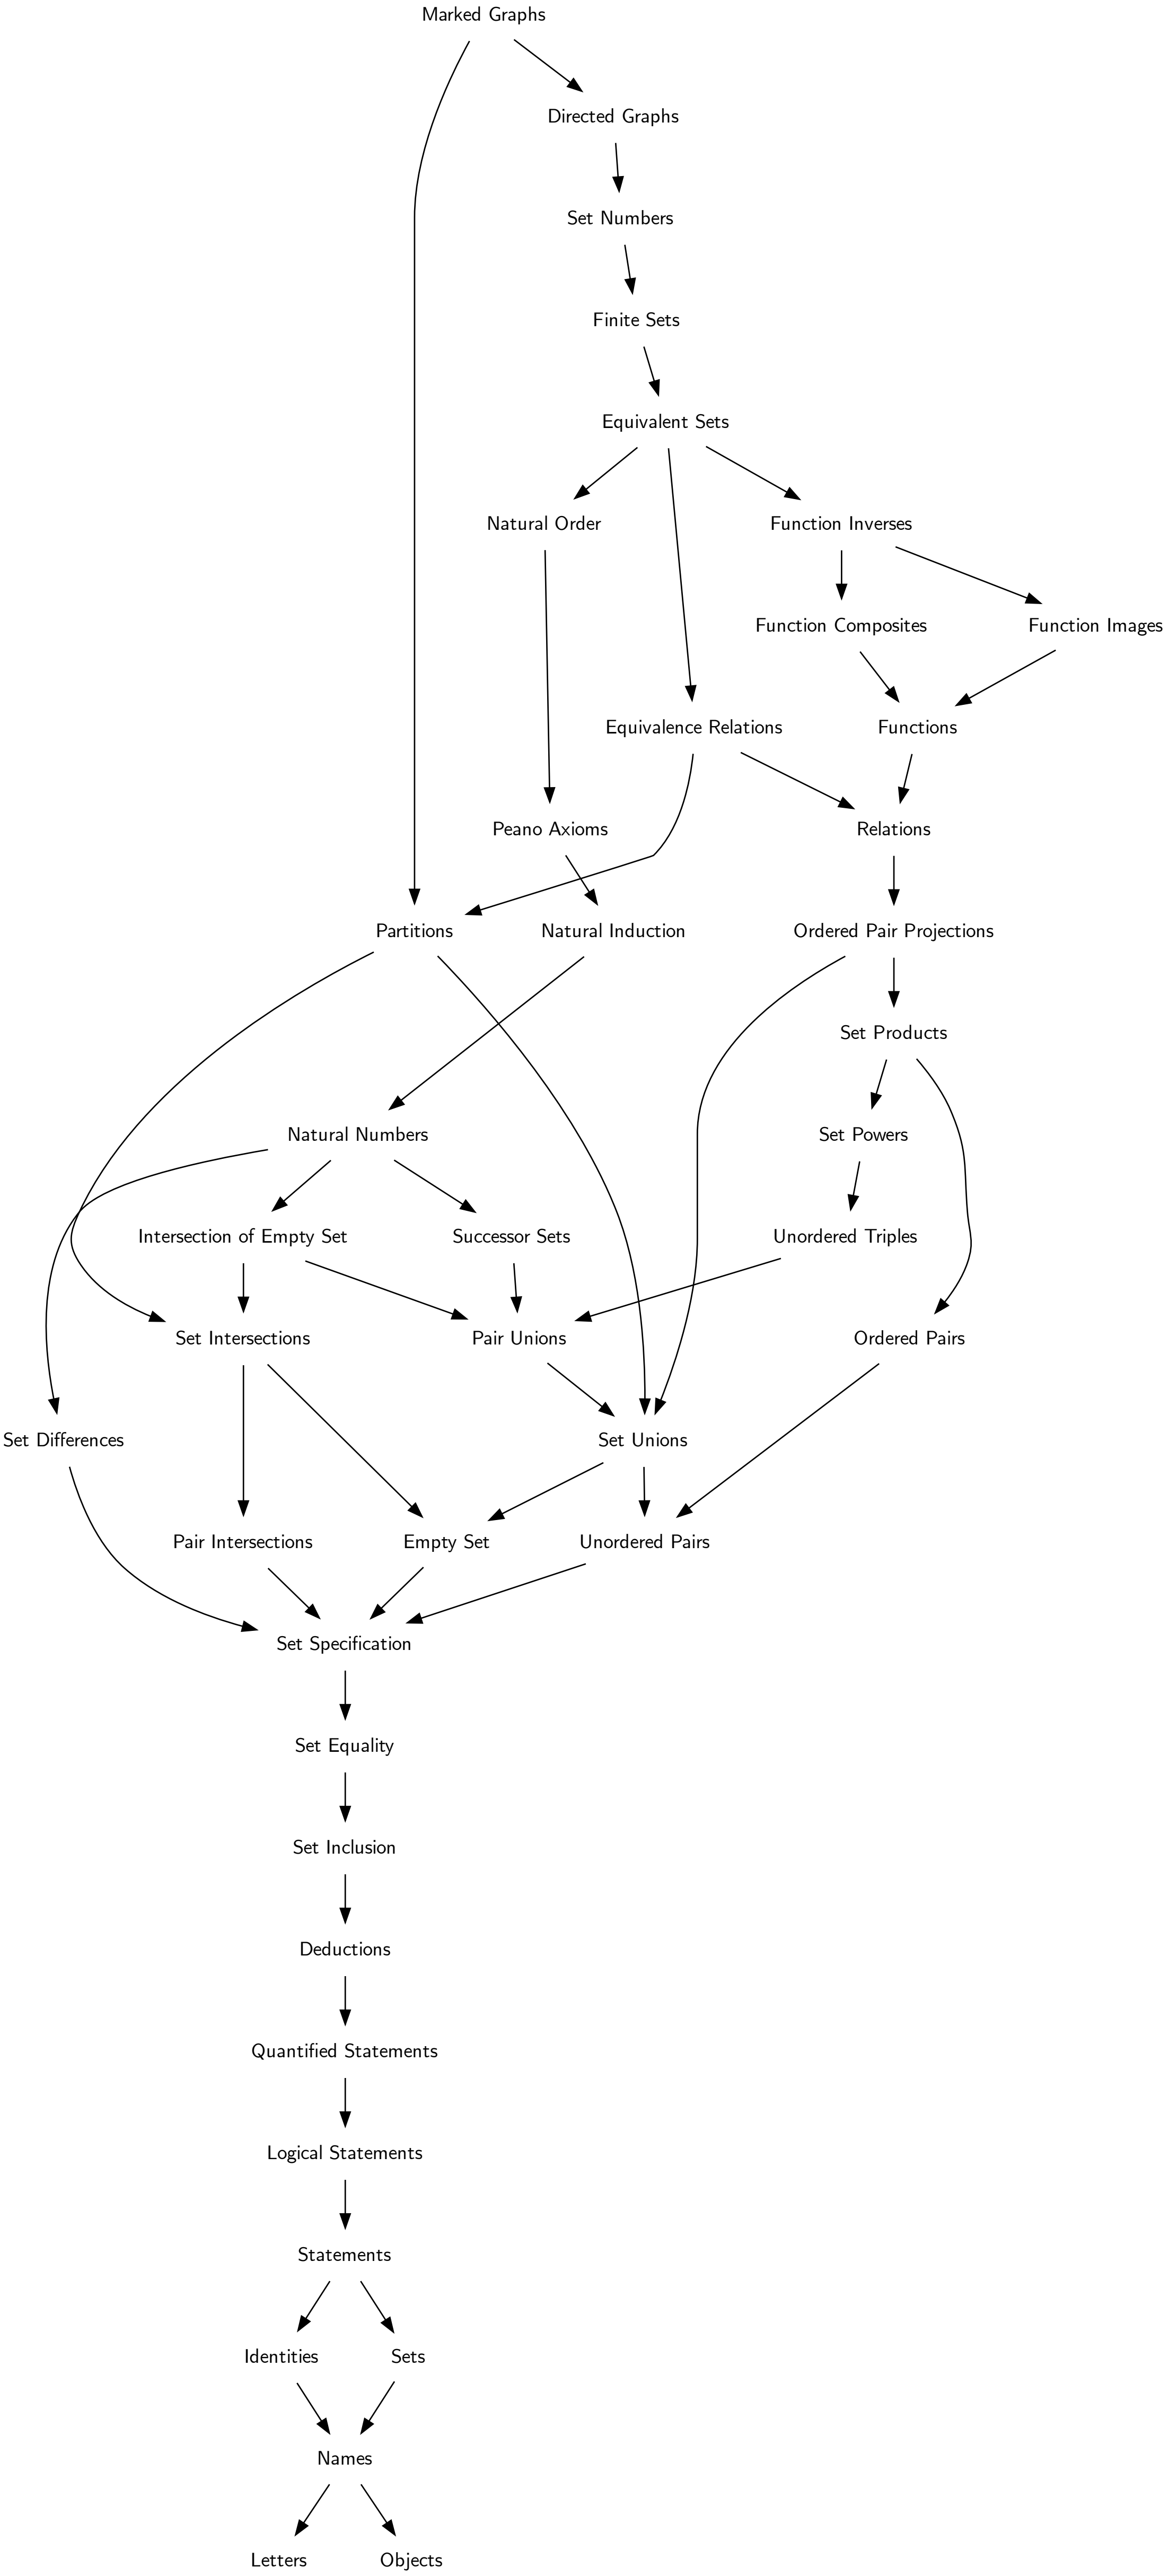 Marked Graphs
Directed Graphs
Set Numbers
Finite Sets
Equivalent Sets
Natural Order
Function Inverses
Function Composites
Function Images
Equivalence Relations
Functions
Peano Axioms
Relations
Partitions
Natural Induction
Ordered Pair Projections
Set Products
Natural Numbers
Set Powers
Intersection of Empty Set
Successor Sets
Unordered Triples
Set Intersections
Pair Unions
Ordered Pairs
Set Differences
Set Unions
Pair Intersections
Empty Set
Unordered Pairs
Set Specification
Set Equality
Set Inclusion
Deductions
Quantified Statements
Logical Statements
Statements
Identities
Sets
Names
Letters
Objects